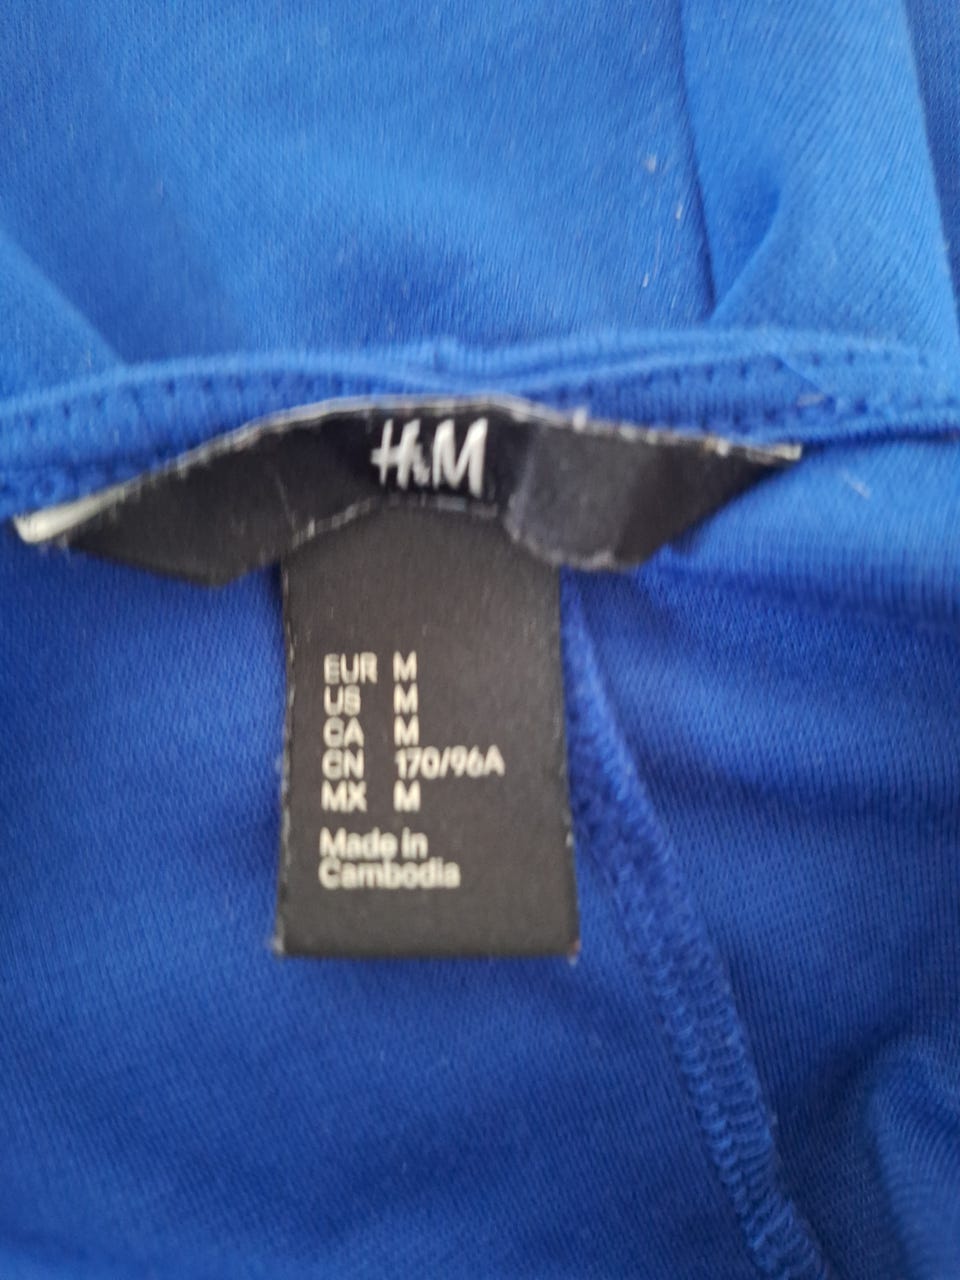 H&M
EUR M
US M
CA M
CN 170/96A
MX M
Made in
Cambodia